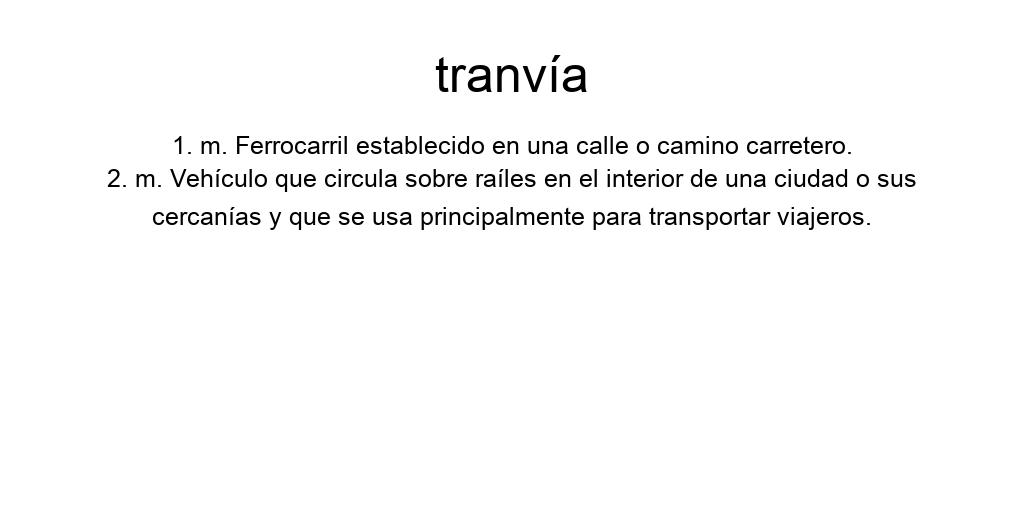 tranvía
1. m. Ferrocarril establecido en una calle o camino carretero.
2. m. Vehículo que circula sobre raíles en el interior de una ciudad o sus
cercanías y que se usa principalmente para transportar viajeros.